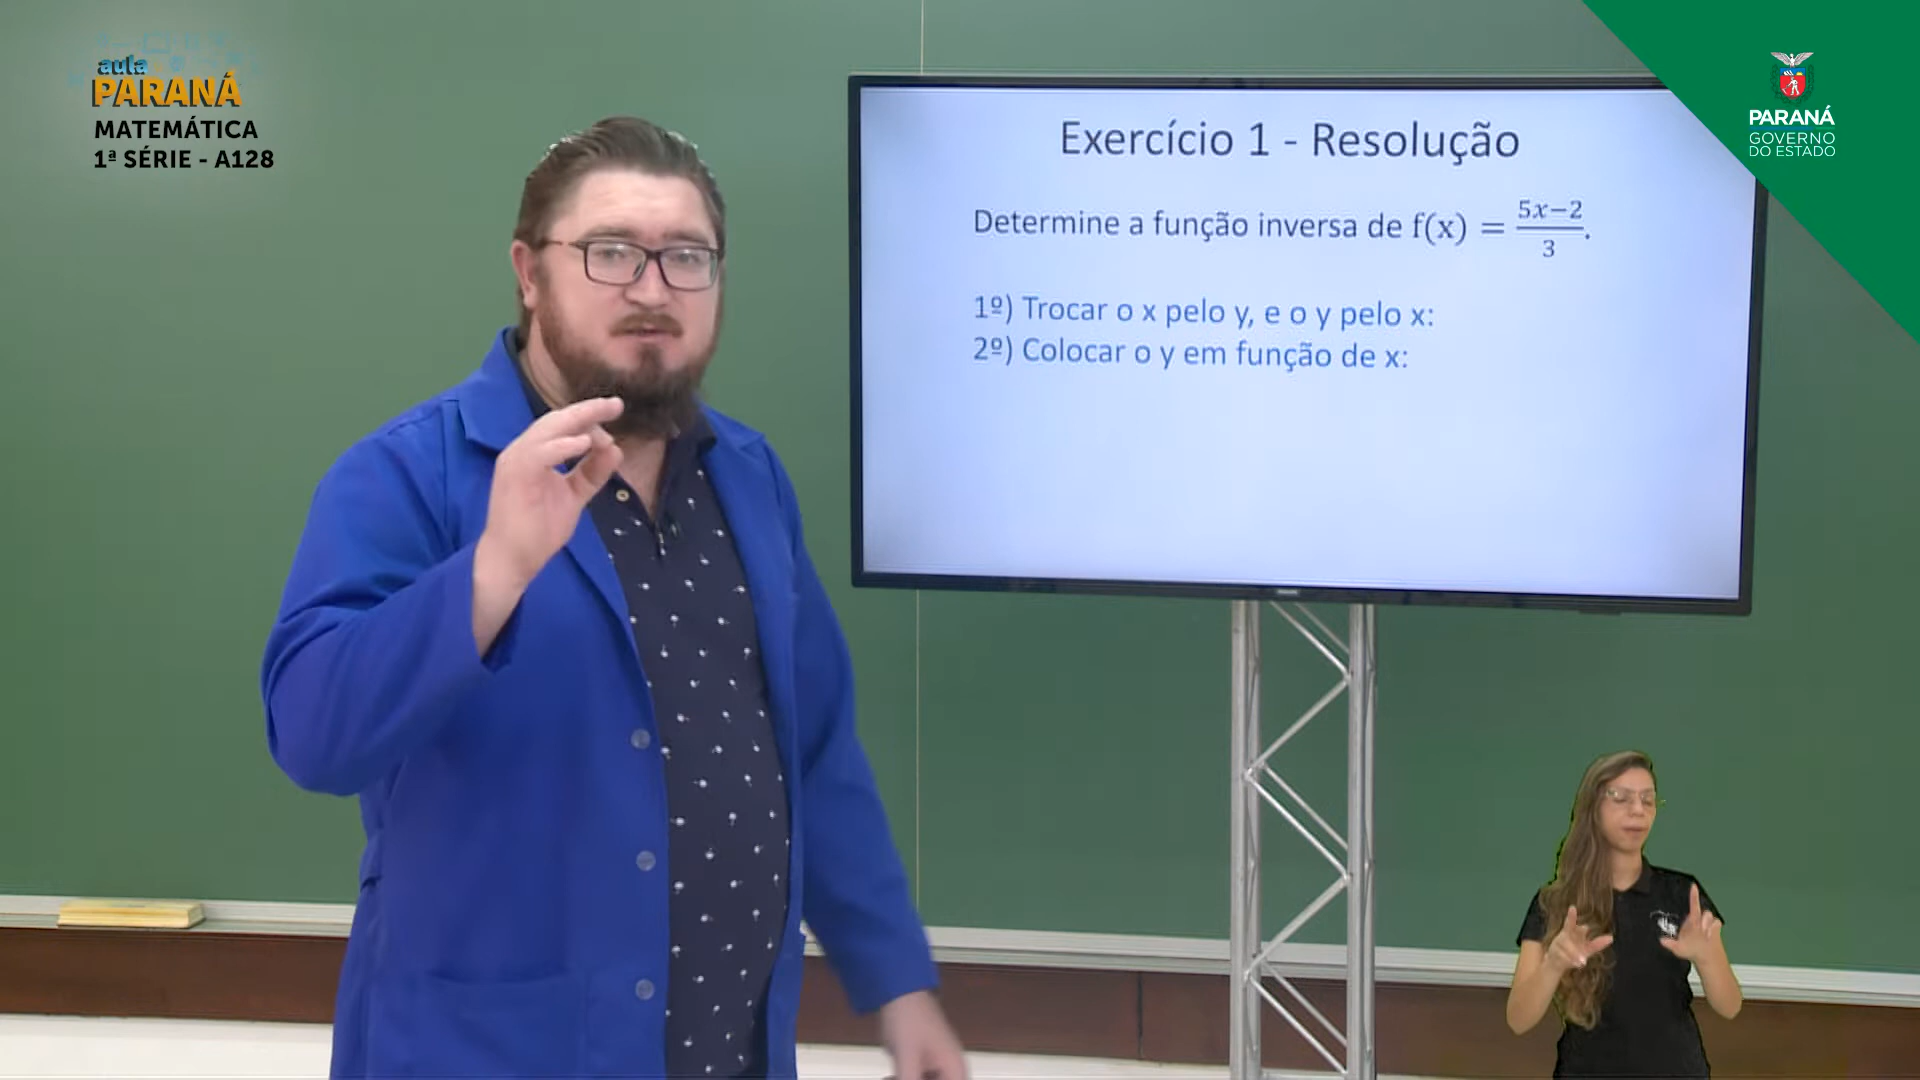 aula
PARANÁ
MATEMÁTICA
1ª SÉRIE - A128
PARANÁ
GOVERNO
DO ESTADO
Exercício 1 - Resolução
Determine a função inversa de f(x) = \frac{5x-2}{3}.
1º) Trocar o x pelo y, e o y pelo x:
2º) Colocar o y em função de x: